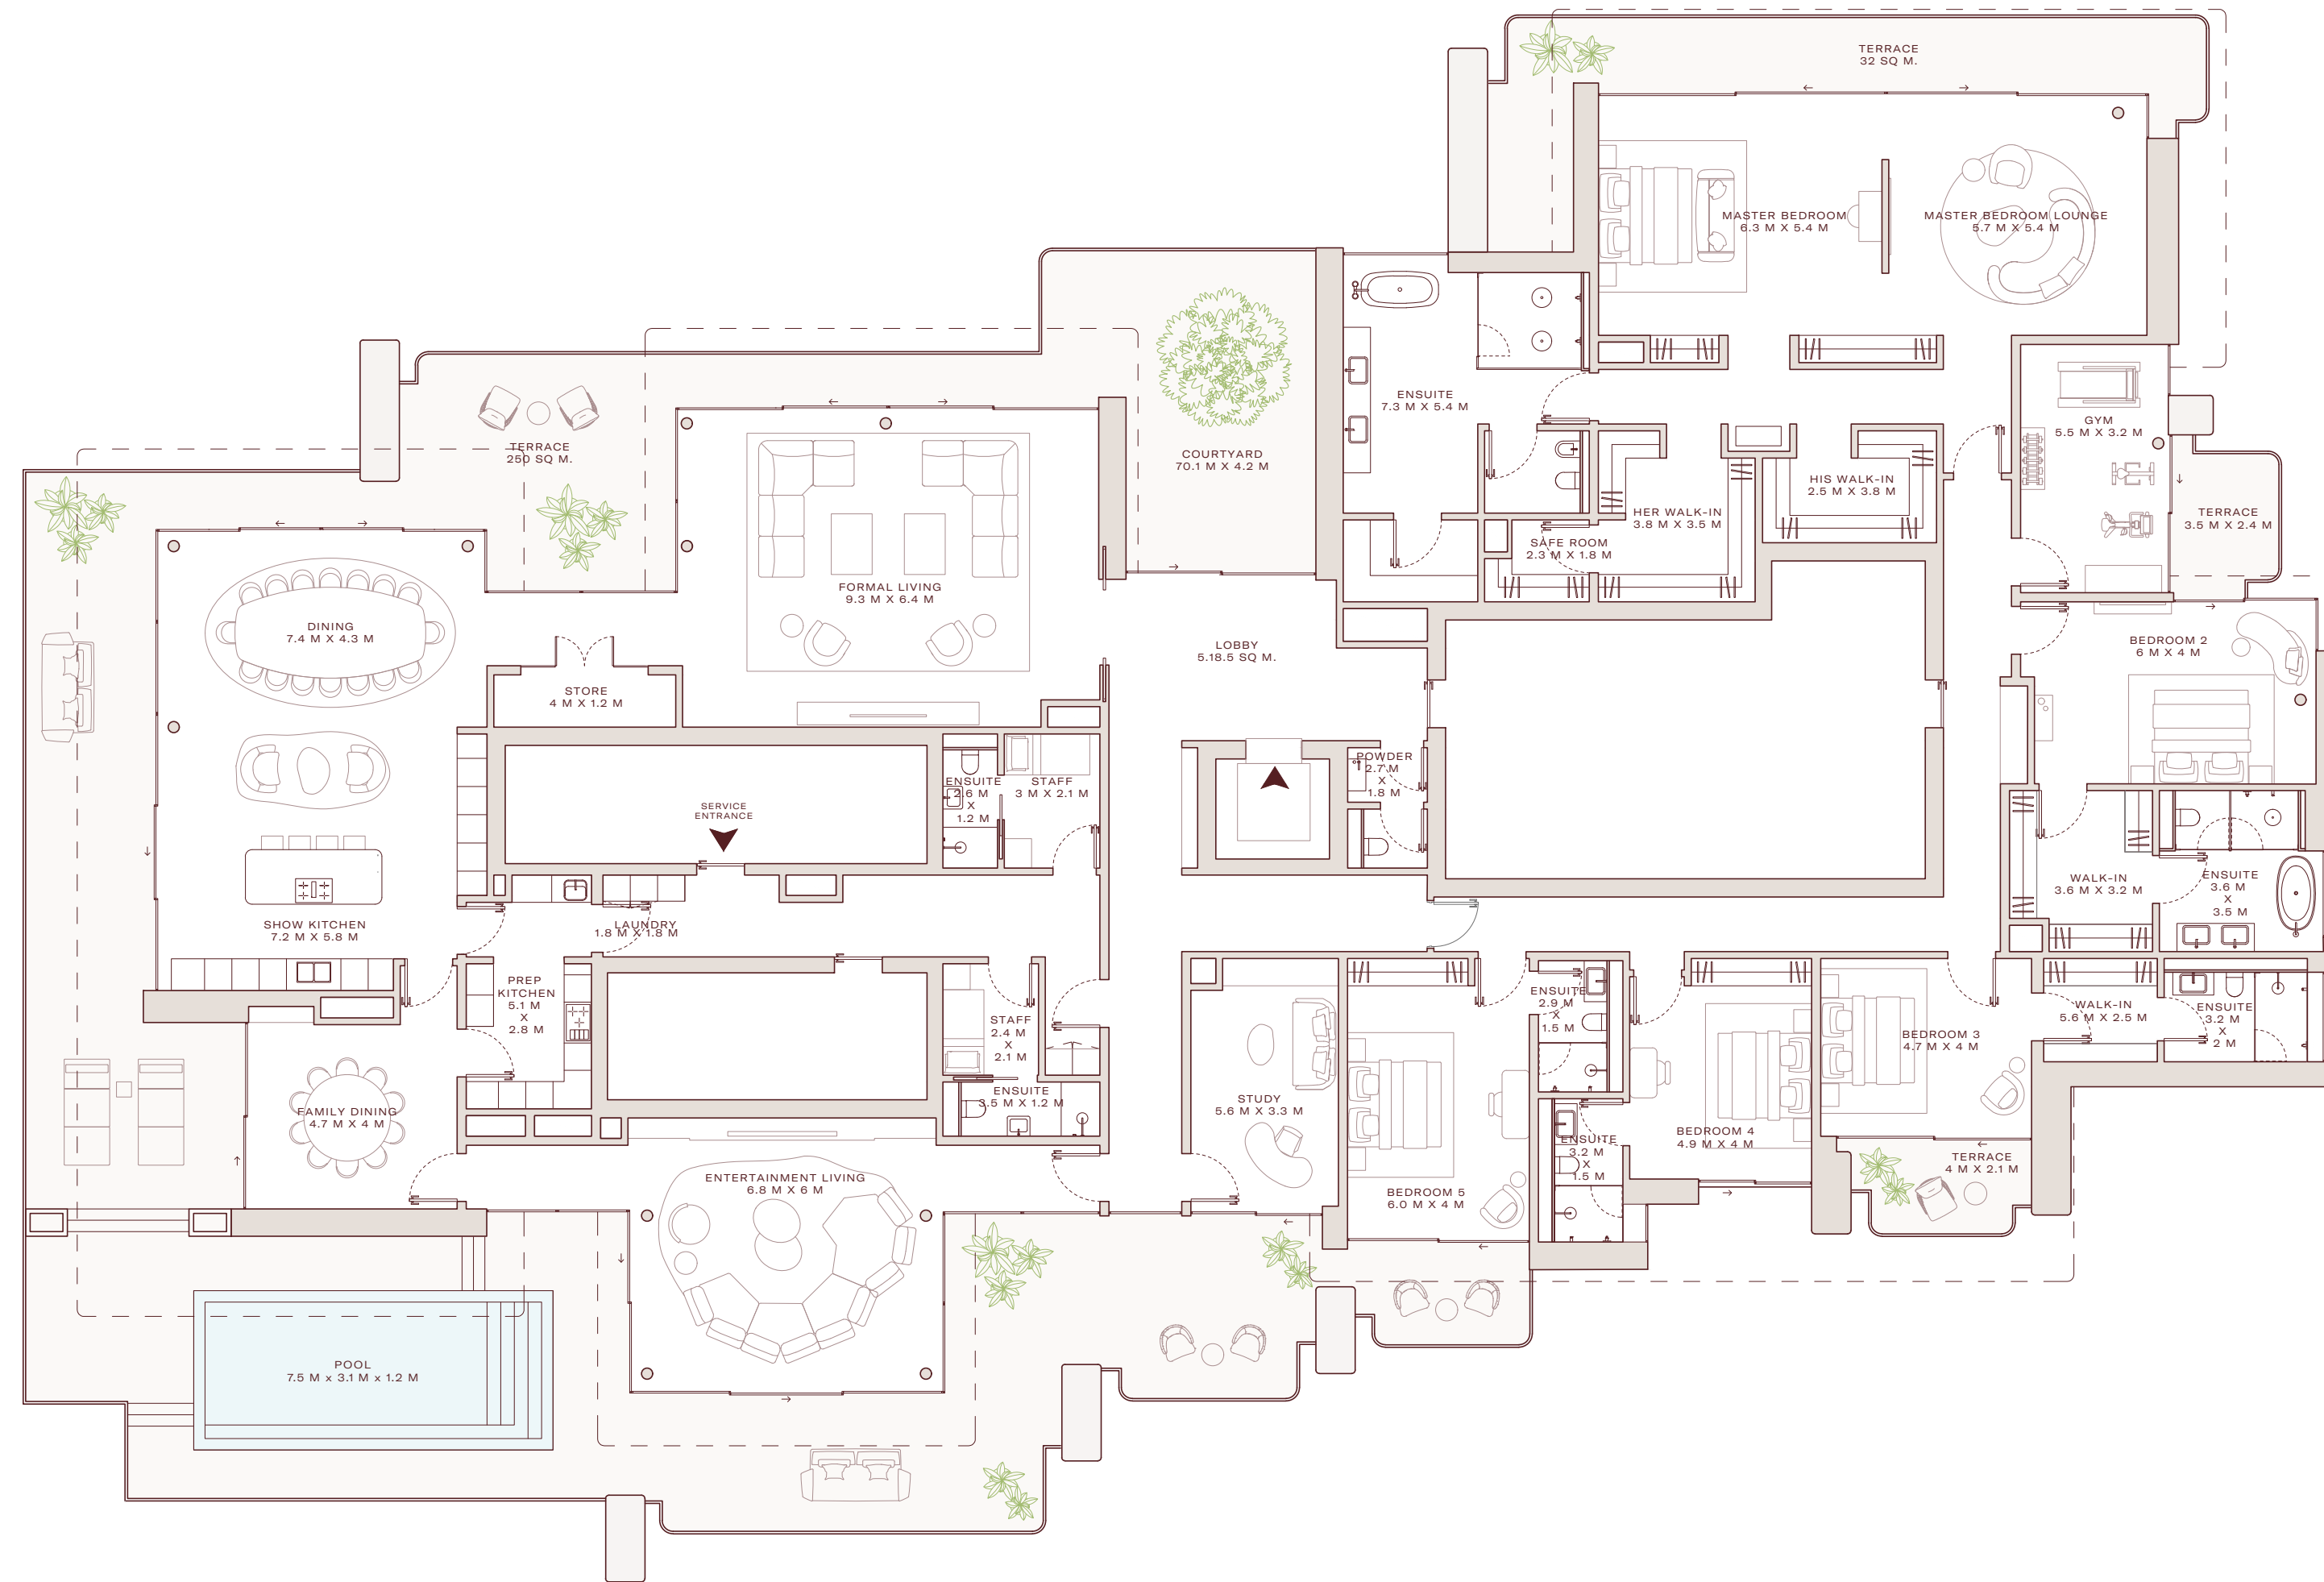 TERRACE
32 SQ M.
MASTER BEDROOM
6.3 M X 5.4 M
MASTER BEDROOM LOUNGE
5.7 M X 5.4 M
ENSUITE
7.3 M X 5.4 M
GYM
5.5 M X 3.2 M
TERRACE
250 SQ M.
COURTYARD
70.1 M X 4.2 M
HIS WALK-IN
2.5 M X 3.8 M
HER WALK-IN
3.8 M X 3.5 M
TERRACE
3.5 M X 2.4 M
SAFE ROOM
2.3 M X 1.8 M
FORMAL LIVING
9.3 M X 6.4 M
DINING
7.4 M X 4.3 M
LOBBY
5.18.5 SQ M.
BEDROOM 2
6 M X 4 M
STORE
4 M X 1.2 M
POWDER
2.7 M
X
1.8 M
ENSUITE
2.6 M
X
1.2 M
STAFF
3 M X 2.1 M
SERVICE
ENTRANCE
WALK-IN
3.6 M X 3.2 M
ENSUITE
3.6 M
X
3.5 M
SHOW KITCHEN
7.2 M X 5.8 M
LAUNDRY
1.8 M X 1.8 M
PREP
KITCHEN
5.1 M
X
2.8 M
STAFF
2.4 M
X
2.1 M
ENSUITE
2.9 M
X
1.5 M
WALK-IN
5.6 M X 2.5 M
ENSUITE
3.2 M
X
2 M
BEDROOM 3
4.7 M X 4 M
ENSUITE
3.5 M X 1.2 M
STUDY
5.6 M X 3.3 M
FAMILY DINING
4.7 M X 4 M
BEDROOM 4
4.9 M X 4 M
ENSUITE
3.2 M
X
1.5 M
TERRACE
4 M X 2.1 M
ENTERTAINMENT LIVING
6.8 M X 6 M
BEDROOM 5
6.0 M X 4 M
POOL
7.5 M x 3.1 M x 1.2 M